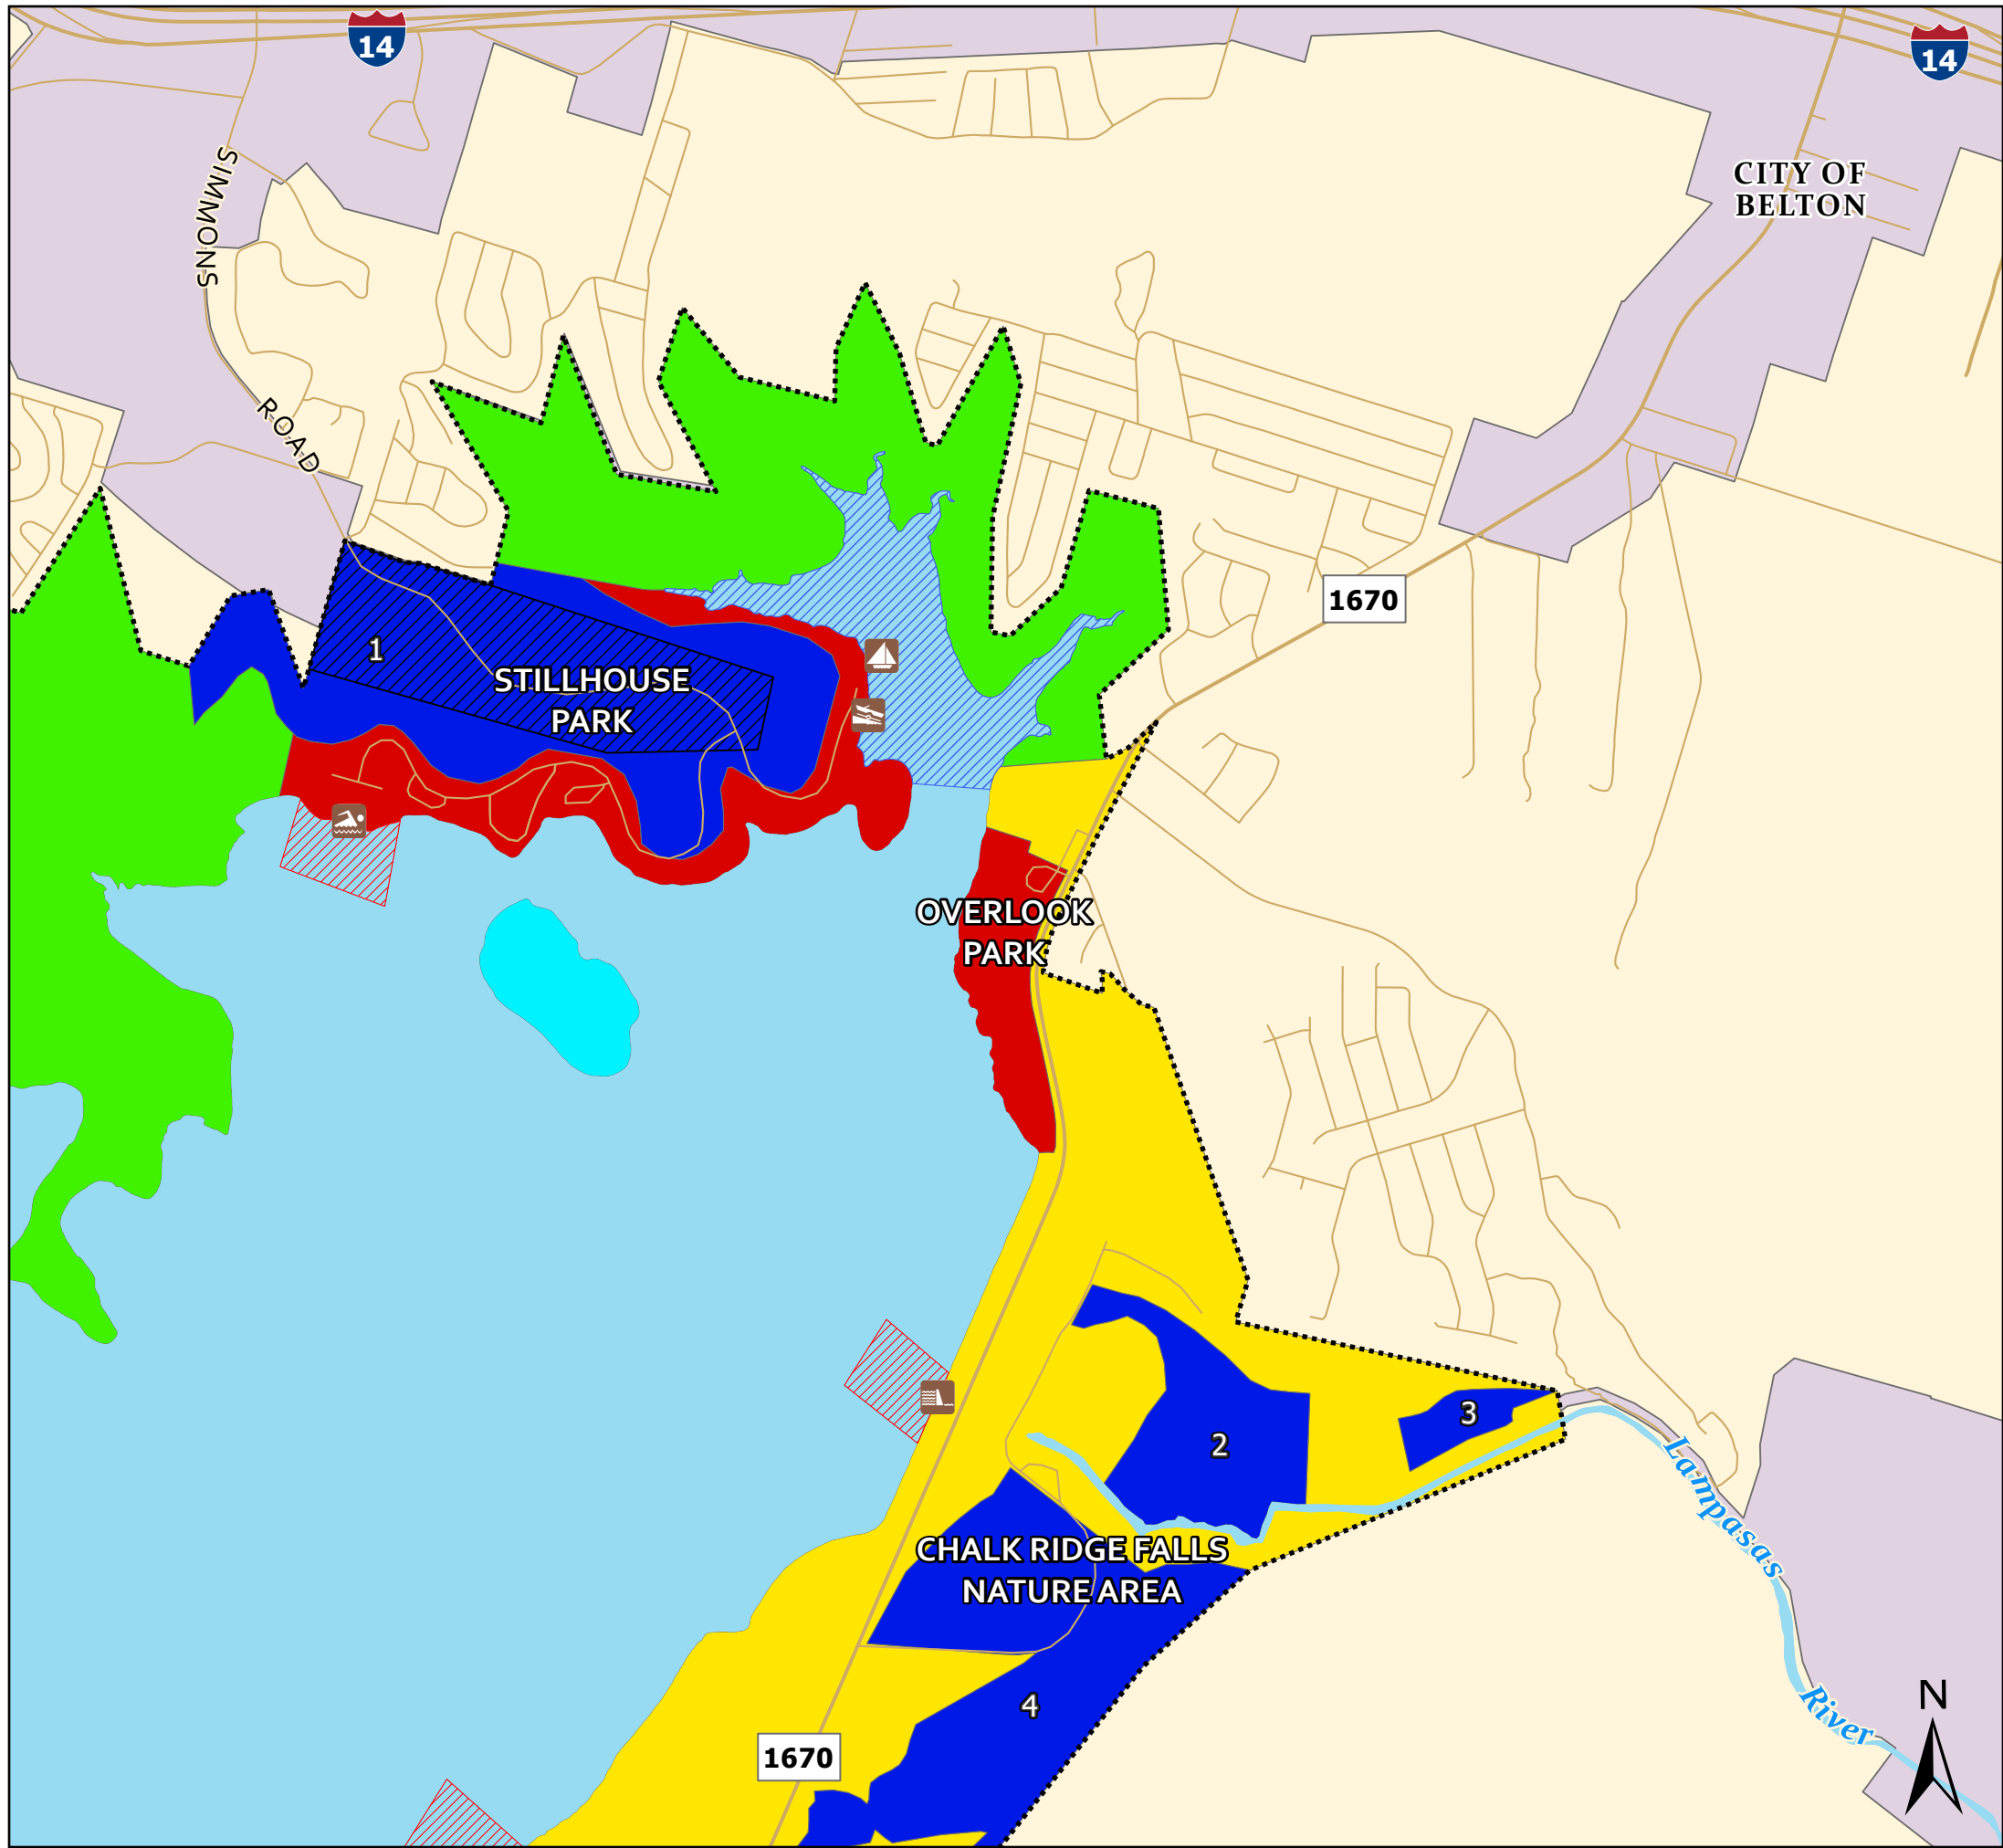 14
14
SIMMONS
ROAD
CITY OF
BELTON
1670
1
STILLHOUSE
PARK
OVERLOOK
PARK
2
3
CHALK RIDGE FALLS
NATURE AREA
4
1670
Lampasas
River
N